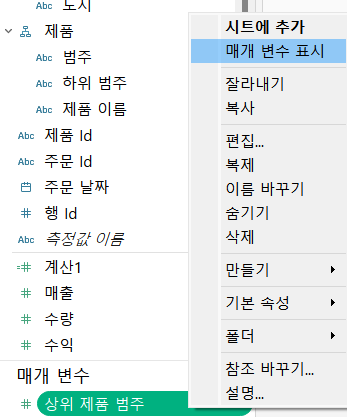 도시
제품
Abc 범주
Abc 하위 범주
Abc 제품 이름
Abc 제품 Id
Abc 주문 Id
주문 날짜
# 행 Id
Abc 측정값 이름
=# 계산1
# 매출
# 수량
# 수익
매개 변수
# 상위 제품 범주
시트에 추가
매개 변수 표시
잘라내기
복사
편집...
복제
이름 바꾸기
숨기기
삭제
만들기
기본 속성
폴더
참조 바꾸기...
설명...